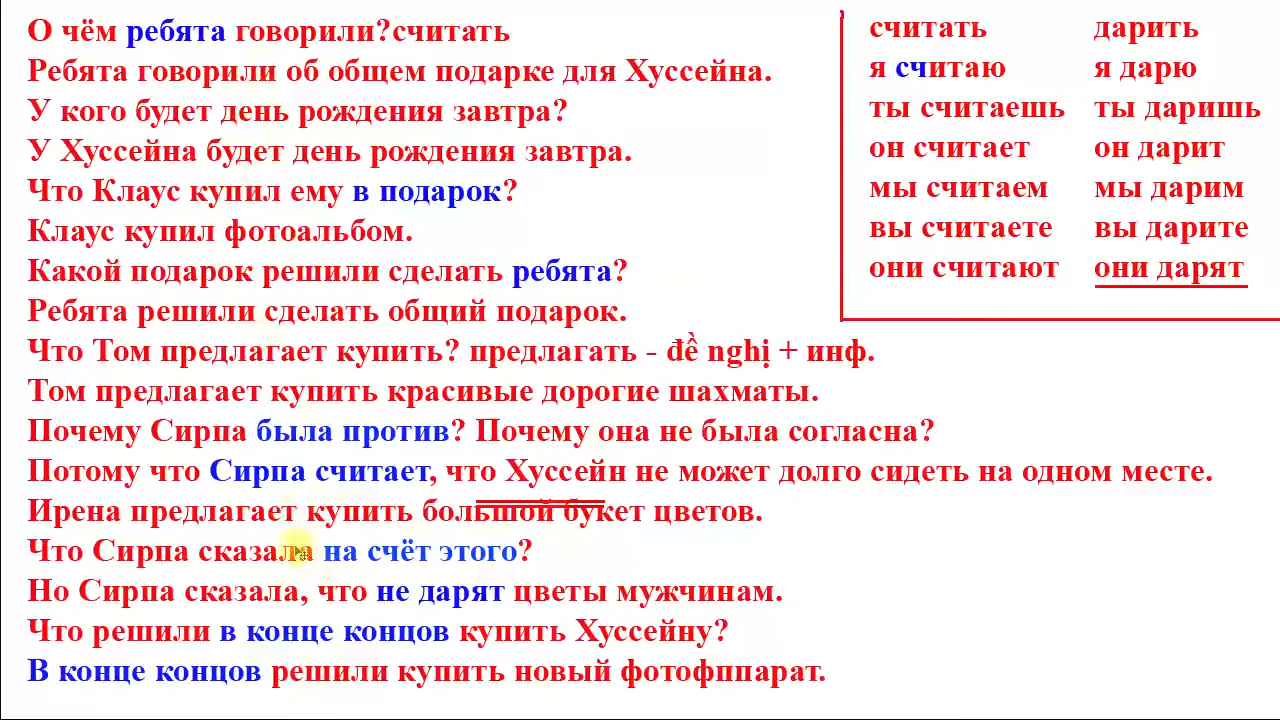 О чём ребята говорили?считать
Ребята говорили об общем подарке для Хуссейна.
У кого будет день рождения завтра?
У Хуссейна будет день рождения завтра.
Что Клаус купил ему в подарок?
Клаус купил фотоальбом.
Какой подарок решили сделать ребята?
Ребята решили сделать общий подарок.
Что Том предлагает купить? предлагать - đề nghị + инф.
Том предлагает купить красивые дорогие шахматы.
Почему Сирпа была против? Почему она не была согласна?
Потому что Сирпа считает, что Хуссейн не может долго сидеть на одном месте.
Ирена предлагает купить большой букет цветов.
Что Сирпа сказала на счёт этого?
Но Сирпа сказала, что не дарят цветы мужчинам.
Что решили в конце концов купить Хуссейну?
В конце концов решили купить новый фотофппарат.
считать
я считаю
ты считаешь
он считает
мы считаем
вы считаете
они считают
дарить
я дарю
ты даришь
он дарит
мы дарим
вы дарите
они дарят